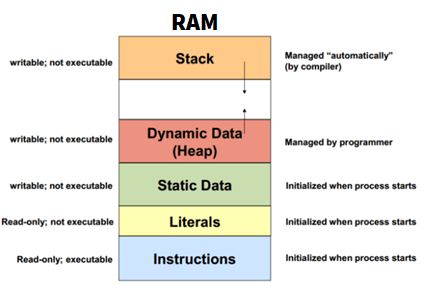 RAM
writable; not executable
Stack
Managed “automatically”
(by compiler)
writable; not executable
Dynamic Data
(Heap)
Managed by programmer
writable; not executable
Static Data
Initialized when process starts
Read-only; not executable
Literals
Initialized when process starts
Read-only; executable
Instructions
Initialized when process starts